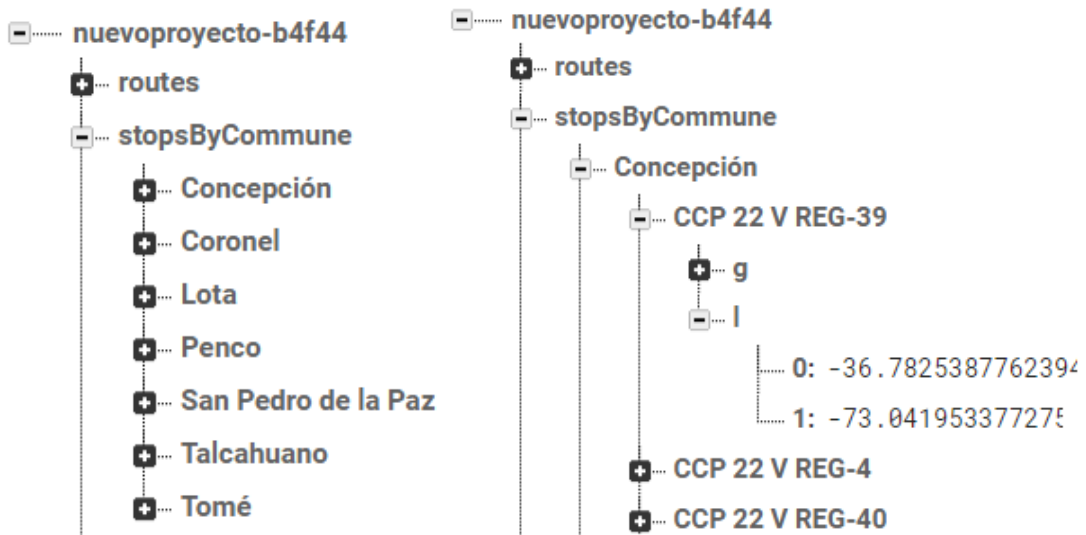 nuevoproyecto-b4f44
routes
stopsByCommune
Concepción
Coronel
Lota
Penco
San Pedro de la Paz
Talcahuano
Tomé
nuevoproyecto-b4f44
routes
stopsByCommune
Concepción
CCP 22 V REG-39
g
l
0: -36.7825387762394
1: -73.041953377275
CCP 22 V REG-4
CCP 22 V REG-40